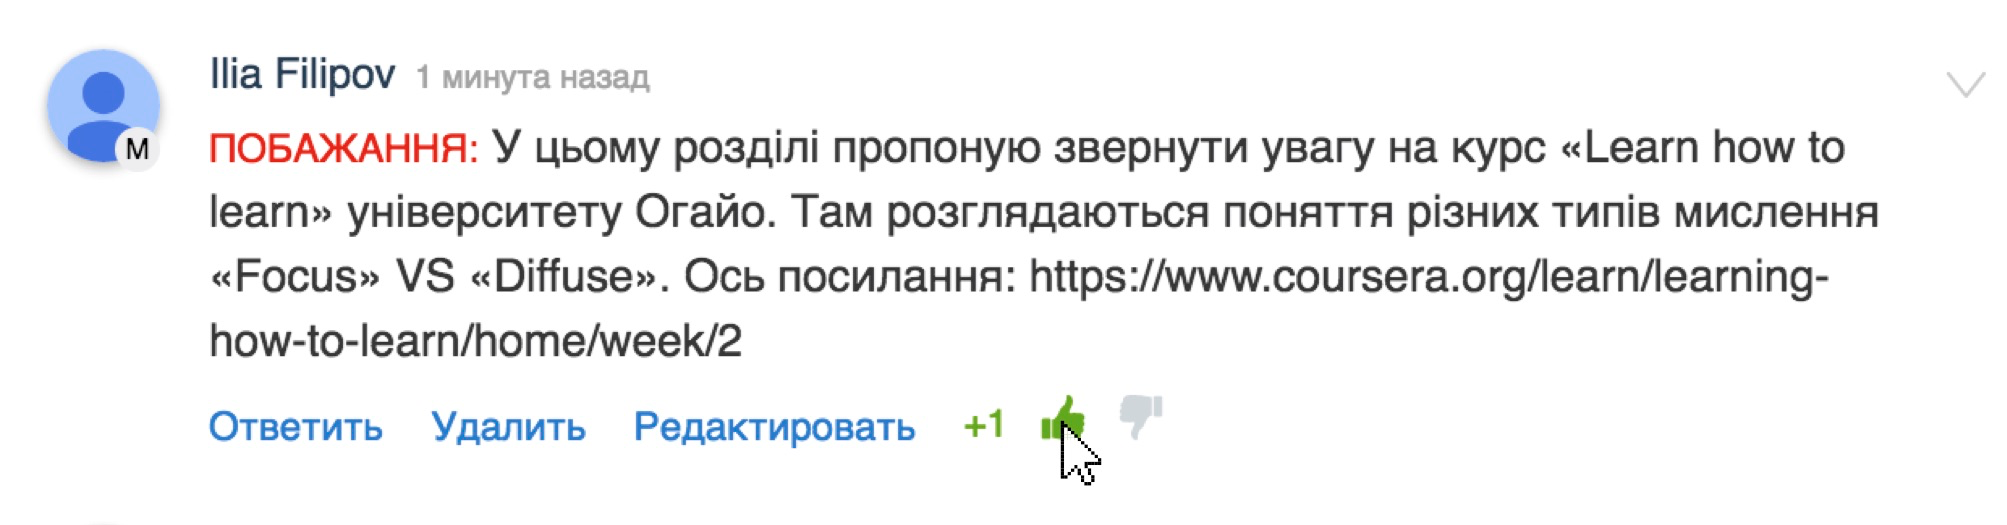 Ilia Filipov 1 минута назад
M
ПОБАЖАННЯ: У цьому розділі пропоную звернути увагу на курс «Learn how to
learn» університету Огайо. Там розглядаються поняття різних типів мислення
«Focus» VS «Diffuse». Ось посилання: https://www.coursera.org/learn/learning-
how-to-learn/home/week/2
Ответить Удалить Редактировать +1